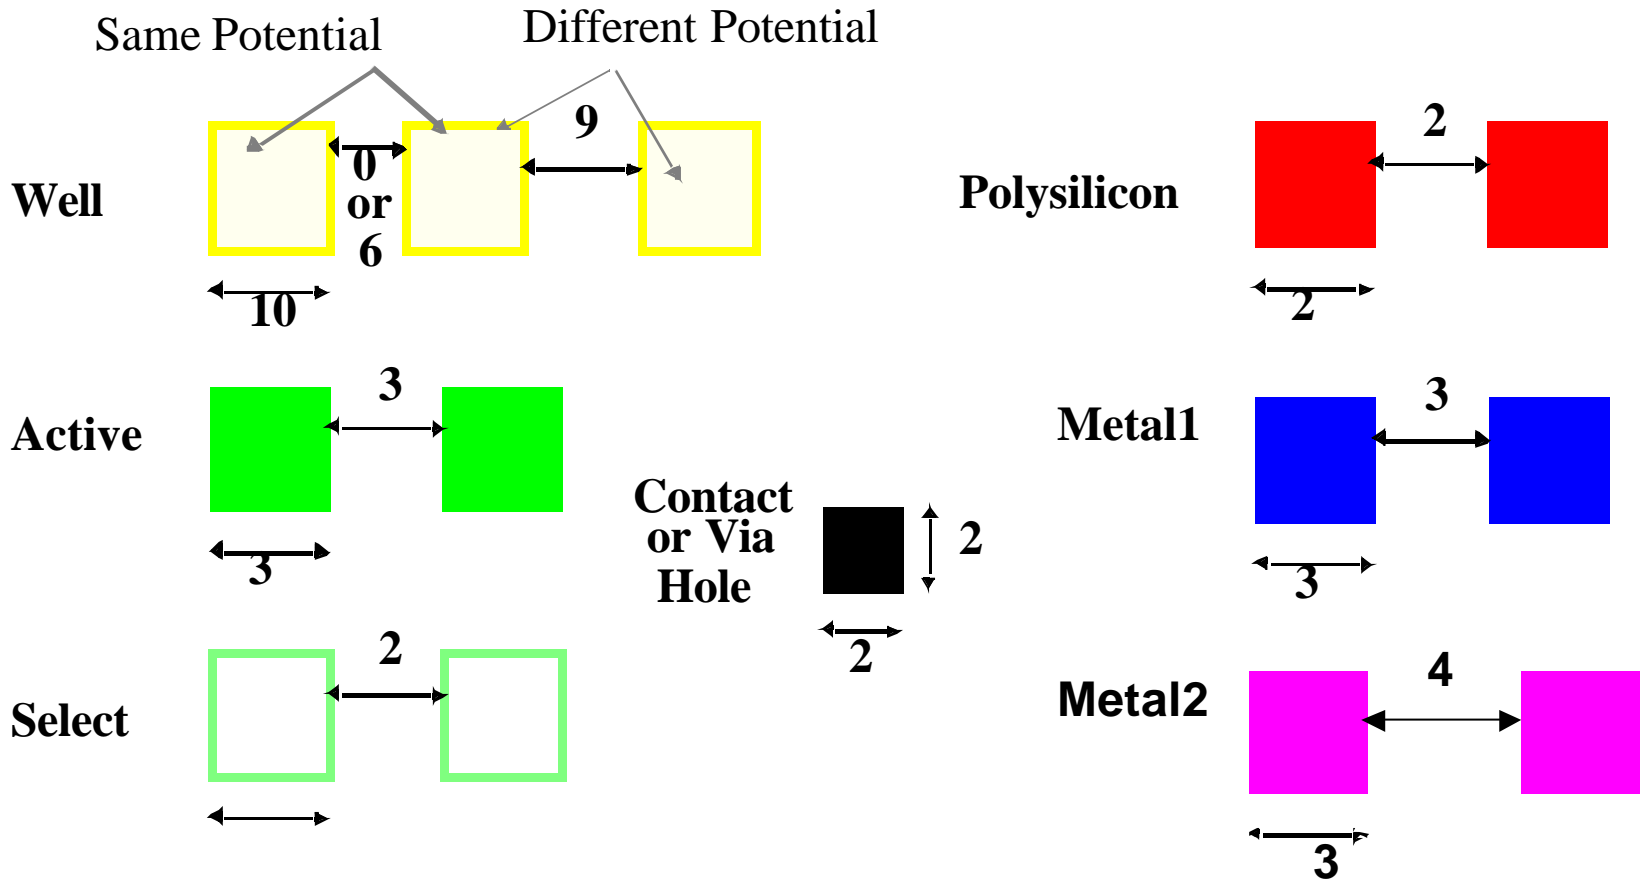 Same Potential
Different Potential
Well
0
or
6
9
10
Polysilicon
2
2
Active
3
3
Metal1
3
3
Contact
or Via
Hole
2
2
Select
2
Metal2
4
3